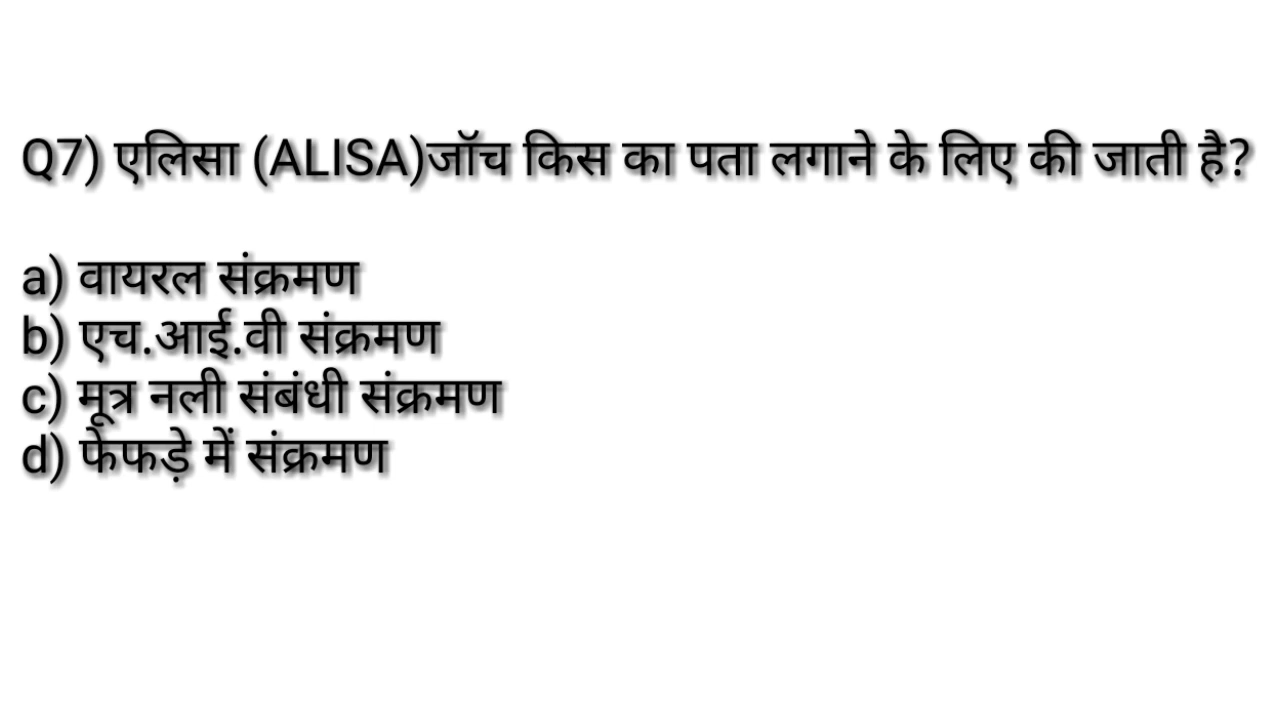 Q7) एलिसा (ALISA)जॉच किस का पता लगाने के लिए की जाती है?
a) वायरल संक्रमण
b) एच.आई.वी संक्रमण
c) मूत्र नली संबंधी संक्रमण
d) फेफड़े में संक्रमण